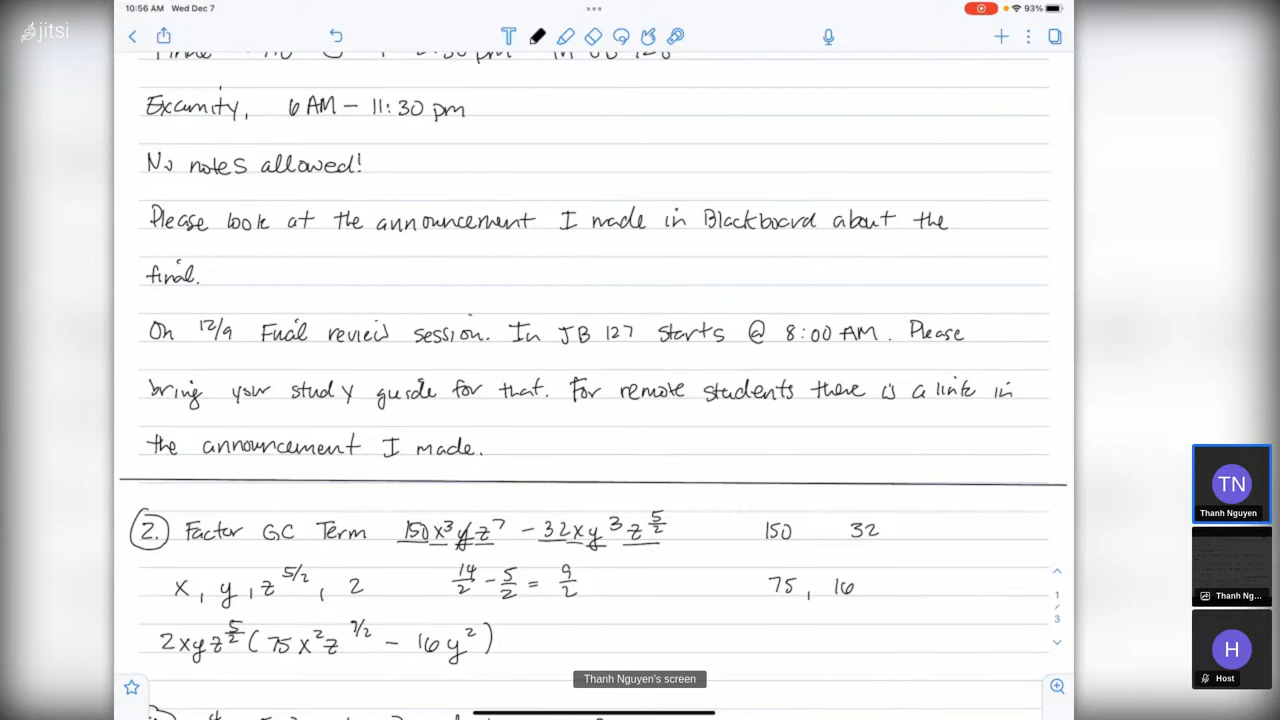 10:56 AM Wed Dec 7
93%
jitsi
Examity, 6 AM - 11:30 pm
No notes allowed!
Please look at the announcement I made in Blackboard about the
final.
On 12/9 Final review session. In JB 127 starts @ 8:00 AM. Please
bring your study guide for that. For remote students there is a link in
the announcement I made.
2. Factor GC Term 150x³yz⁷ - 32xy³z^(5/2) 150 32
x, y, z^(5/2), 2 14/2 - 5/2 = 9/2 75, 16
2xyz^(5/2) (75x²z^(9/2) - 16y²)
1
/
3
Thanh Nguyen's screen
TN
Thanh Nguyen
Thanh Ng...
H
Host